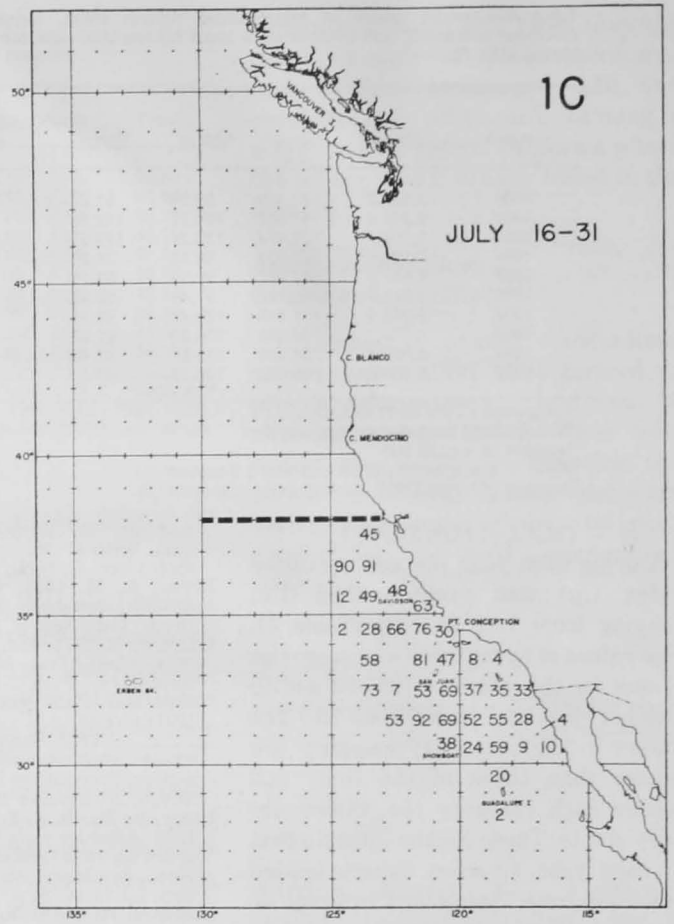 1C
50°
VANCOUVER I.
JULY 16-31
45°
C. BLANCO
C. MENDOCINO
40°
45
90 91
12 49 48
DAVIDSON
63
35°
PT. CONCEPTION
2 28 66 76 30
58 81 47 8 4
SAN JUAN
ERBEN BK.
73 7 53 69 37 35 33
53 92 69 52 55 28 4
38 24 59 9 10
SHOWBOAT
30°
20
GUADALUPE I.
2
135° 130° 125° 120° 115°